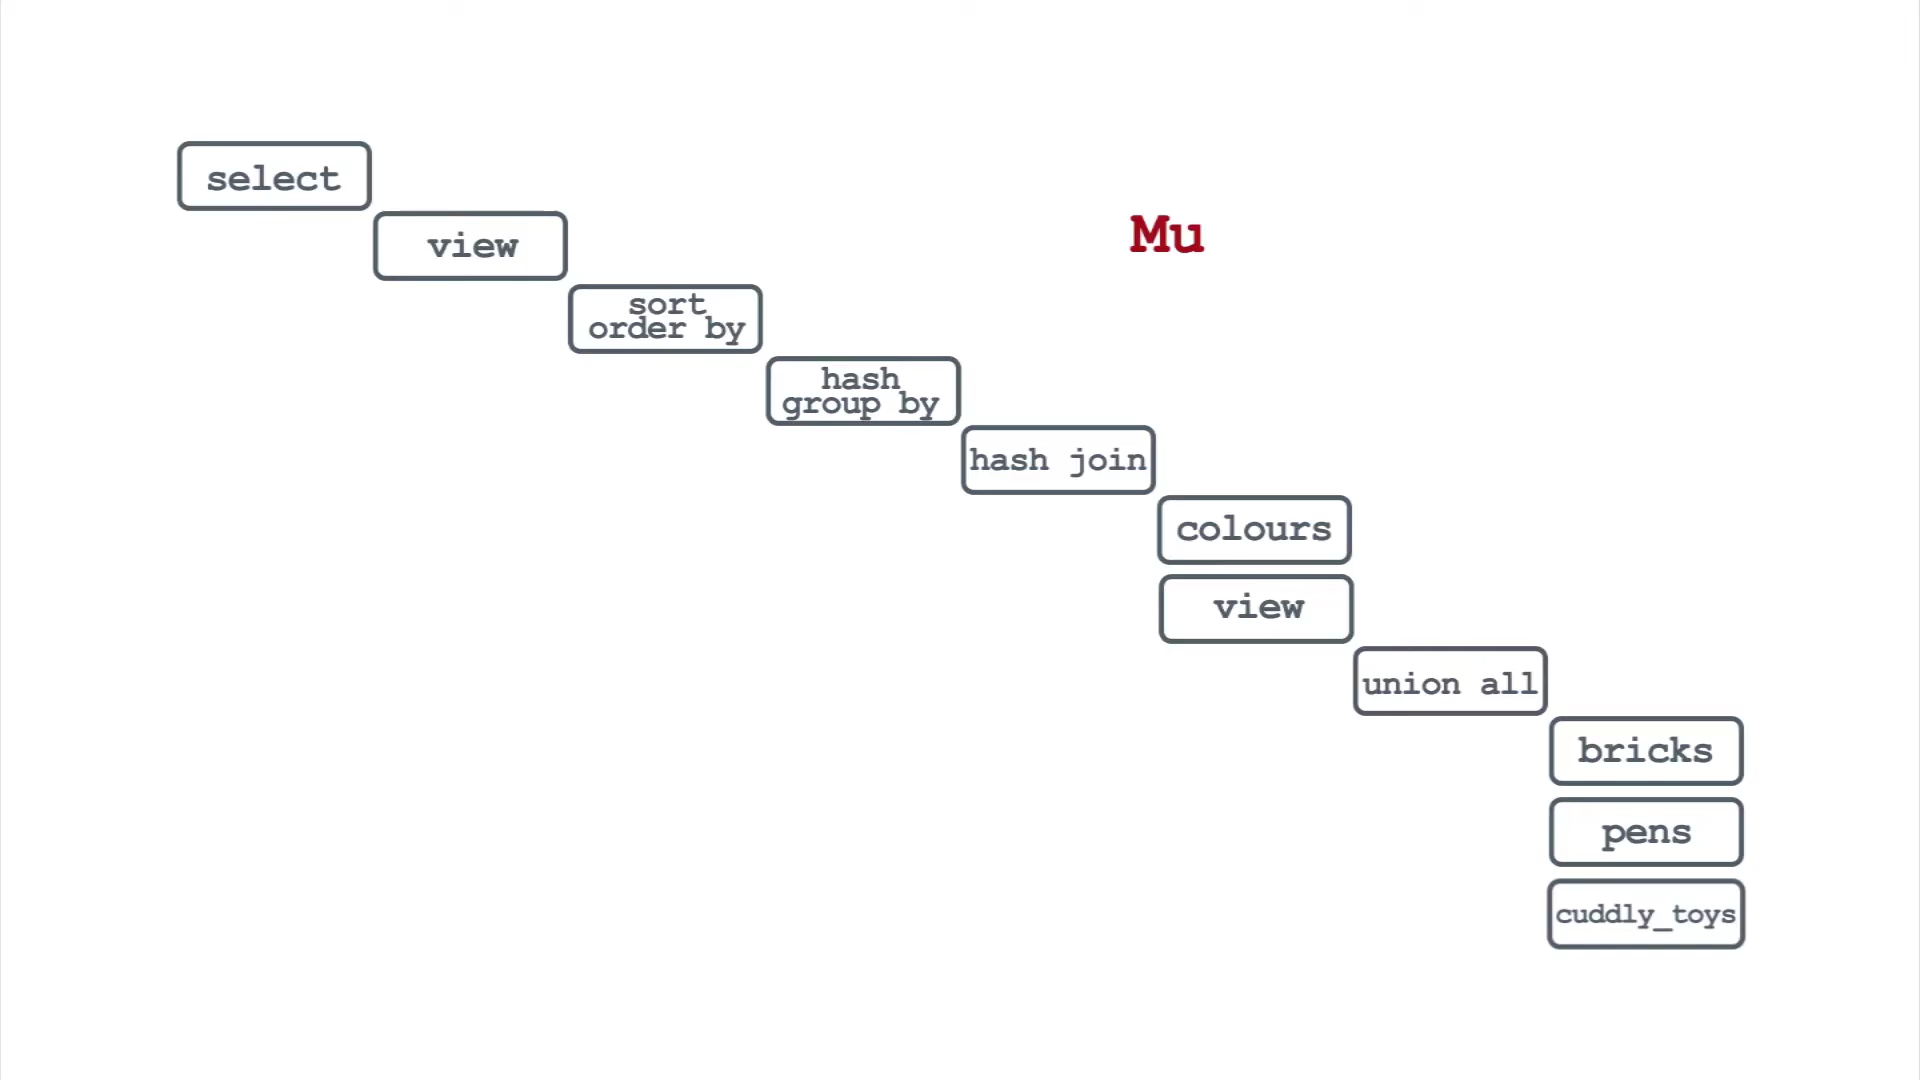 select
Mu
view
sort
order by
hash
group by
hash join
colours
view
union all
bricks
pens
cuddly_toys